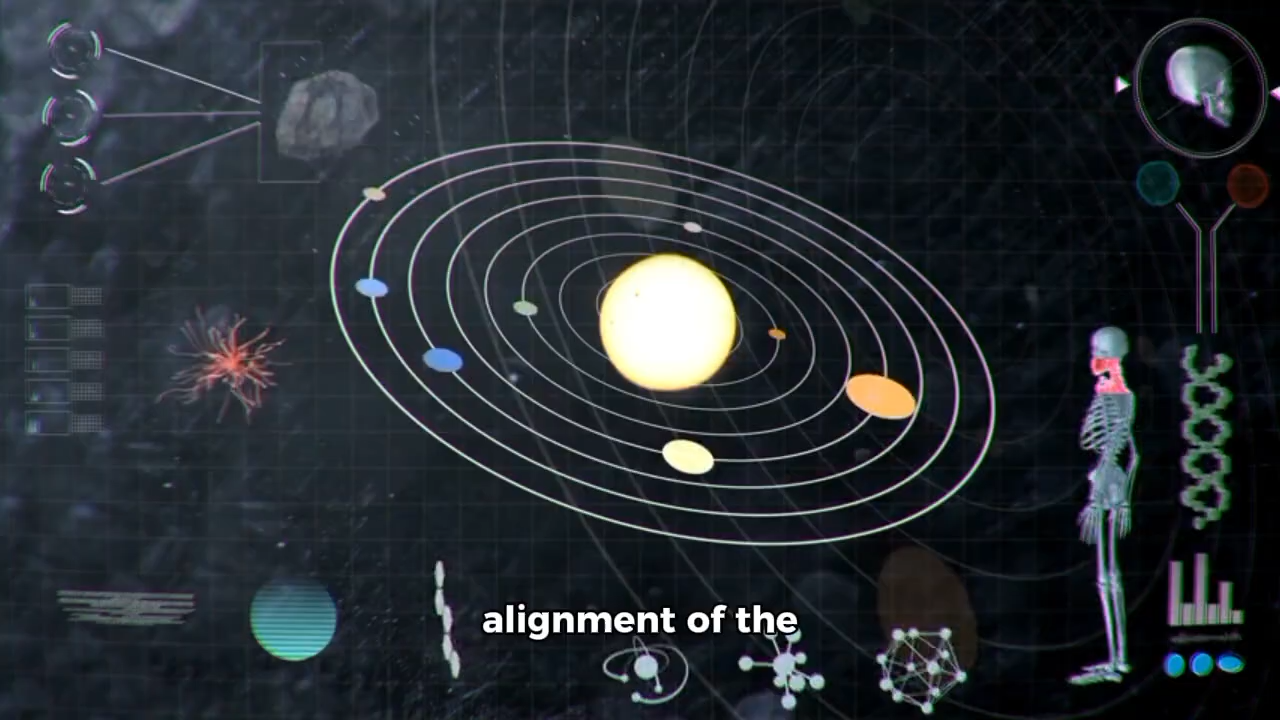 alignment of the